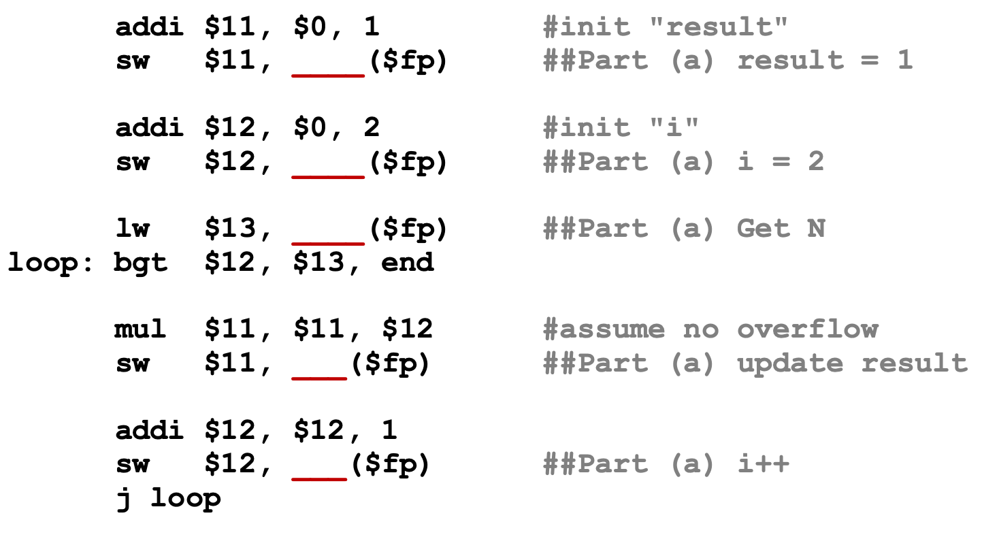 addi $11, $0, 1 #init "result"
sw $11, ____($fp) ##Part (a) result = 1
addi $12, $0, 2 #init "i"
sw $12, ____($fp) ##Part (a) i = 2
lw $13, ____($fp) ##Part (a) Get N
loop: bgt $12, $13, end
mul $11, $11, $12 #assume no overflow
sw $11, ___($fp) ##Part (a) update result
addi $12, $12, 1
sw $12, ___($fp) ##Part (a) i++
j loop